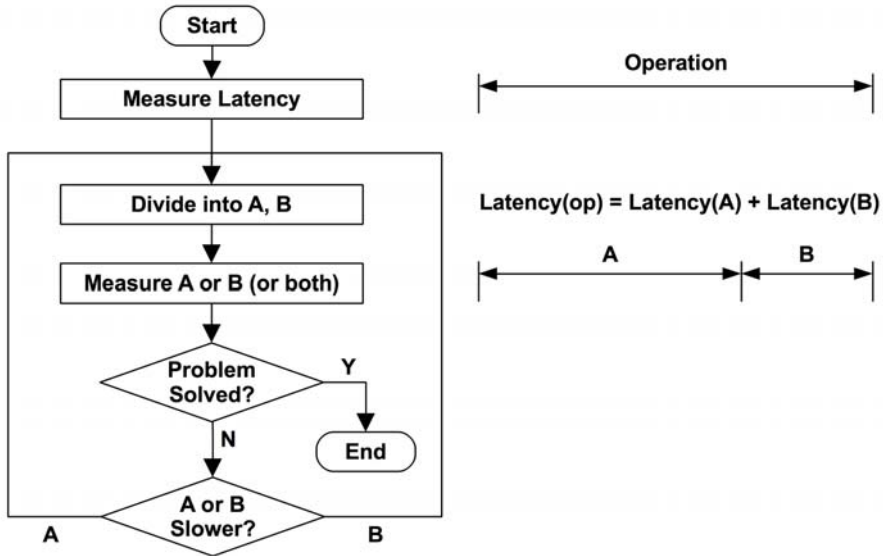 Start
Measure Latency
Divide into A, B
Measure A or B (or both)
Problem
Solved?
Y
N
End
A or B
Slower?
A
B
Operation
Latency(op) = Latency(A) + Latency(B)
A
B